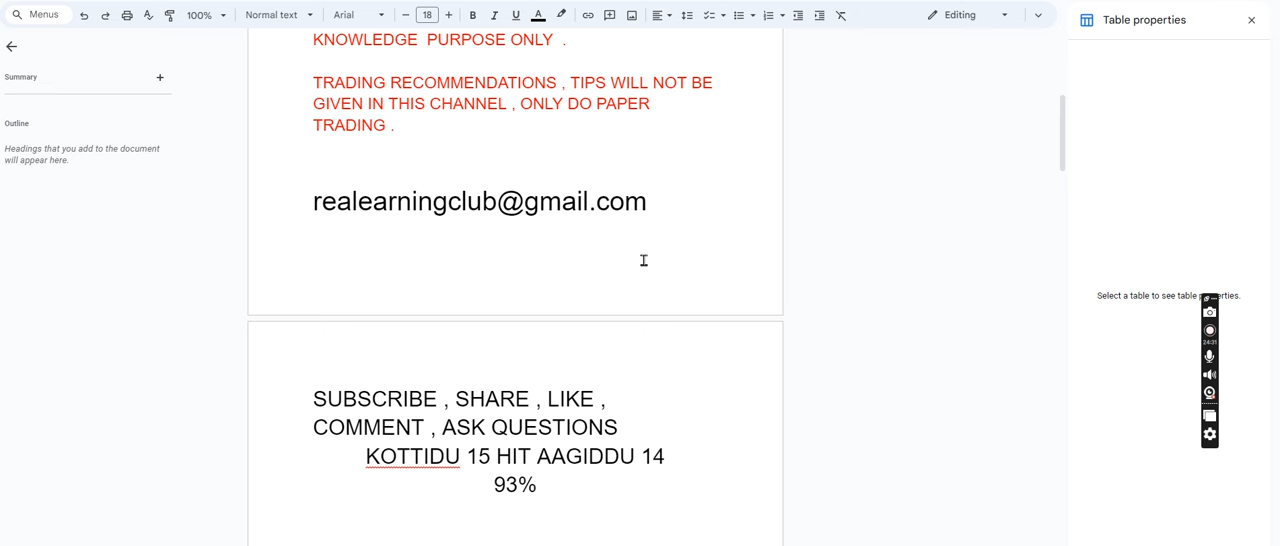 Menus
100%
Normal text
Arial
18
B I U A
Editing
Table properties
Summary
Outline
Headings that you add to the document
will appear here.
KNOWLEDGE PURPOSE ONLY .
TRADING RECOMMENDATIONS , TIPS WILL NOT BE
GIVEN IN THIS CHANNEL , ONLY DO PAPER
TRADING .
realearningclub@gmail.com
Select a table to see table p erties.
24:31
SUBSCRIBE , SHARE , LIKE ,
COMMENT , ASK QUESTIONS
KOTTIDU 15 HIT AAGIDDU 14
93%